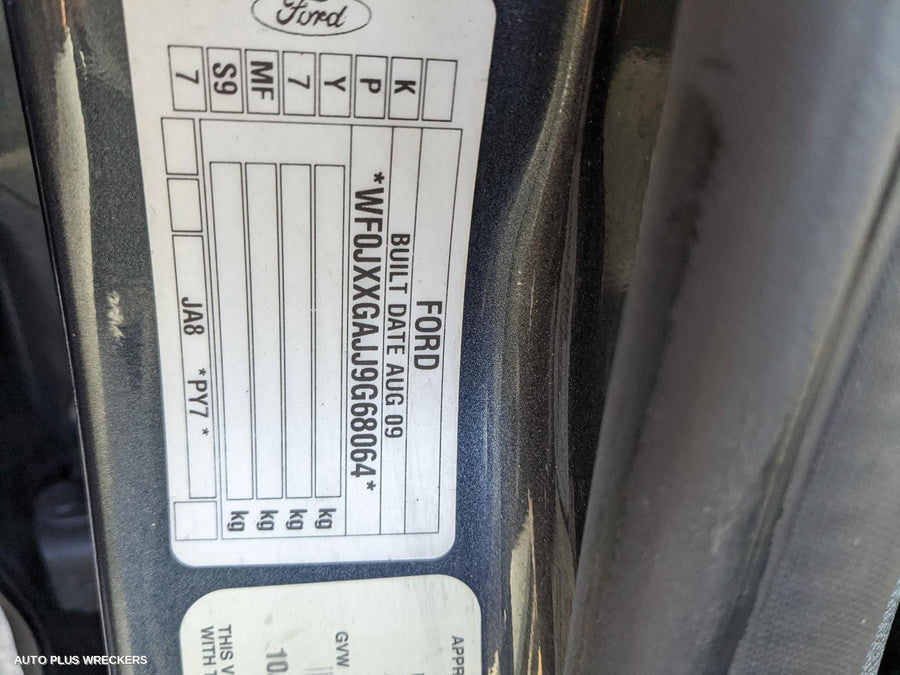 Ford
K
P
Y
7
MF
S9
7
FORD
BUILT DATE AUG 09
*WF0JXXGAJJ9G68064*
kg
kg
kg
kg
JA8 *PY7 *
APPR
GVW
10
THIS V
WITH T
AUTO PLUS WRECKERS